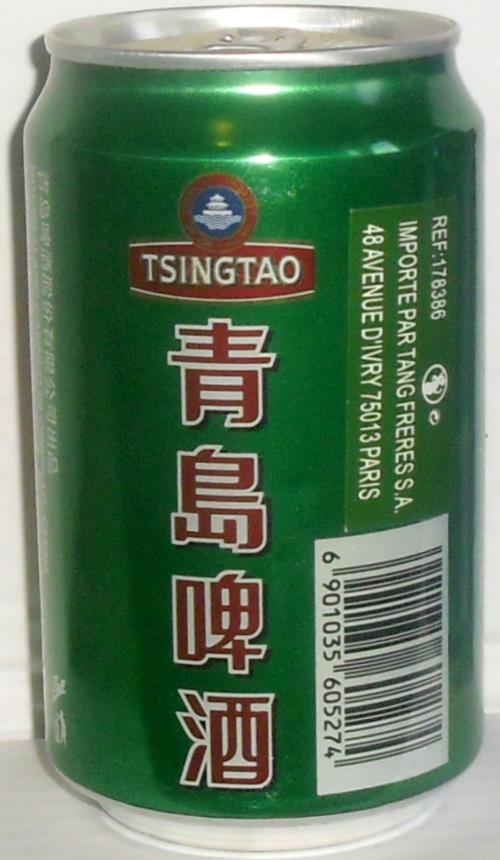 TSINGTAO
青島啤酒
REF:178386
IMPORTE PAR TANG FRERES S.A.
48 AVENUE D'IVRY 75013 PARIS
6 901035 605274